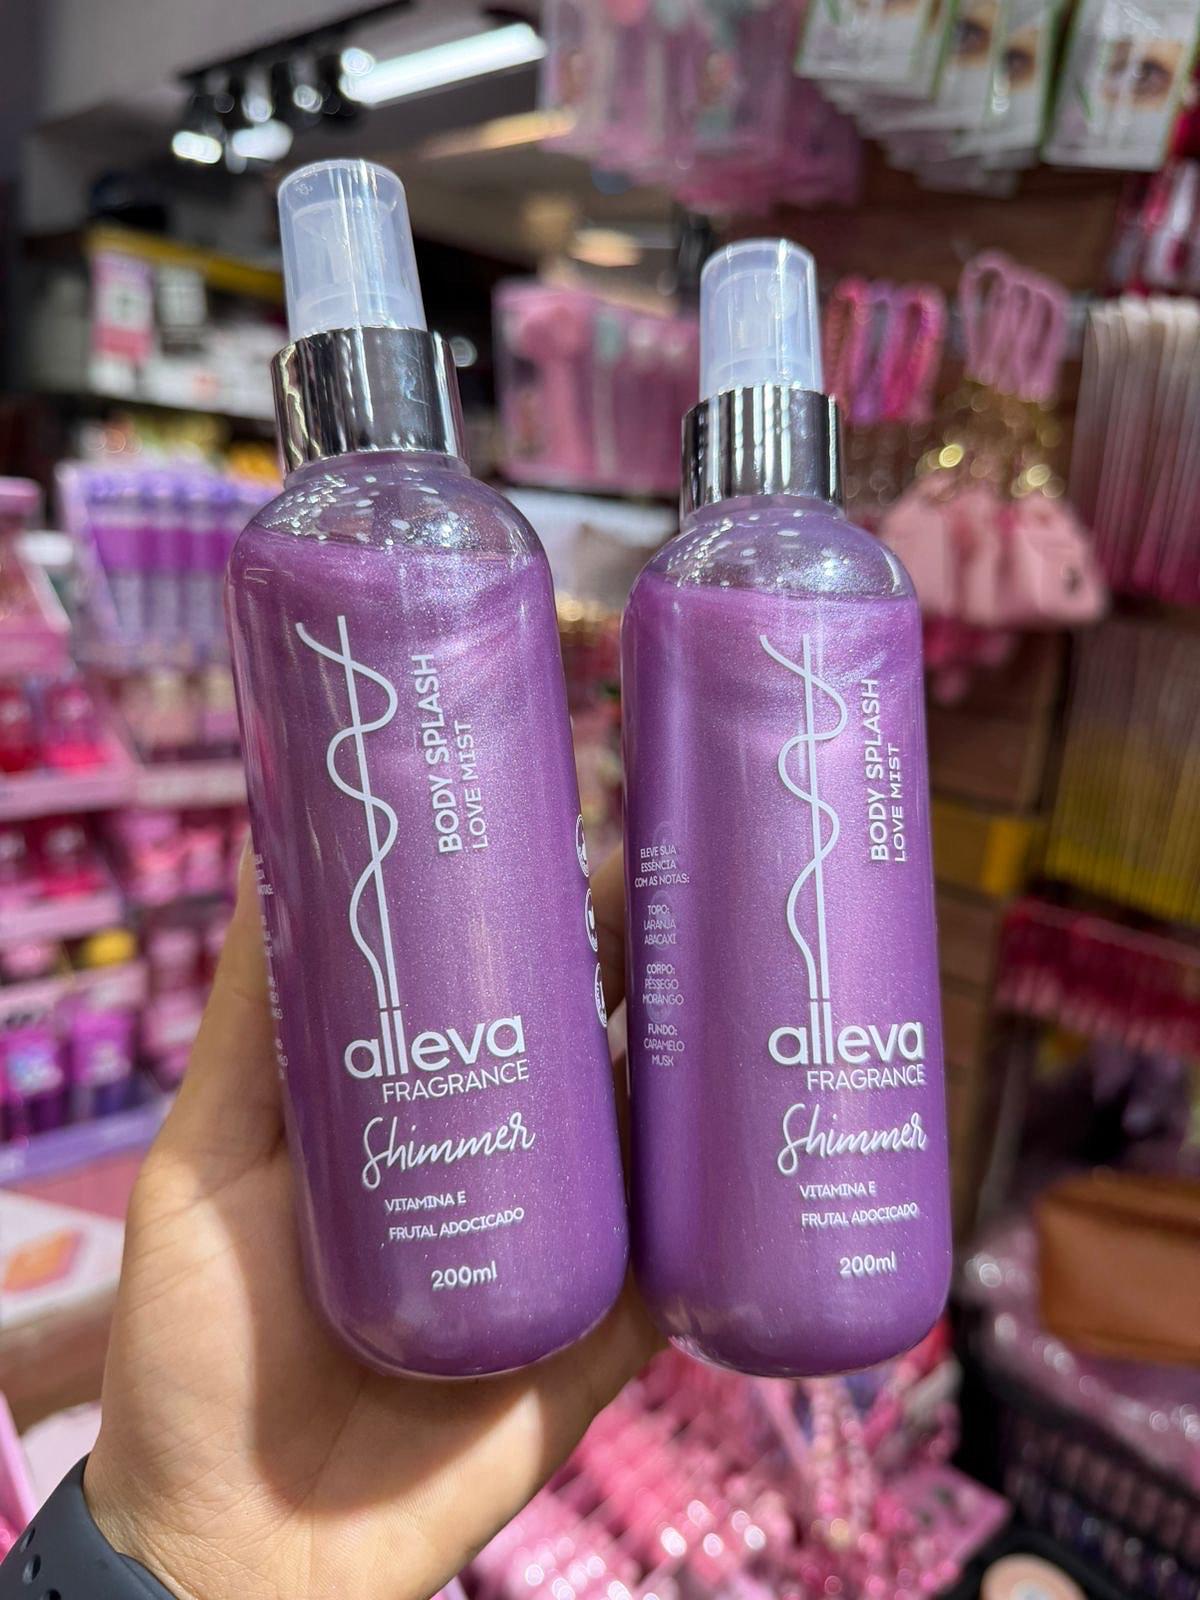 BODY SPLASH
LOVE MIST
alleva
FRAGRANCE
Shimmer
VITAMINA E
FRUTAL ADOCICADO
200ml
ELEVE SUA
ESSÊNCIA
COM AS NOTAS:
TOPO:
LARANJA
ABACAXI
CORPO:
PÊSSEGO
MORANGO
FUNDO:
CARAMELO
MUSK
BODY SPLASH
LOVE MIST
alleva
FRAGRANCE
Shimmer
VITAMINA E
FRUTAL ADOCICADO
200ml